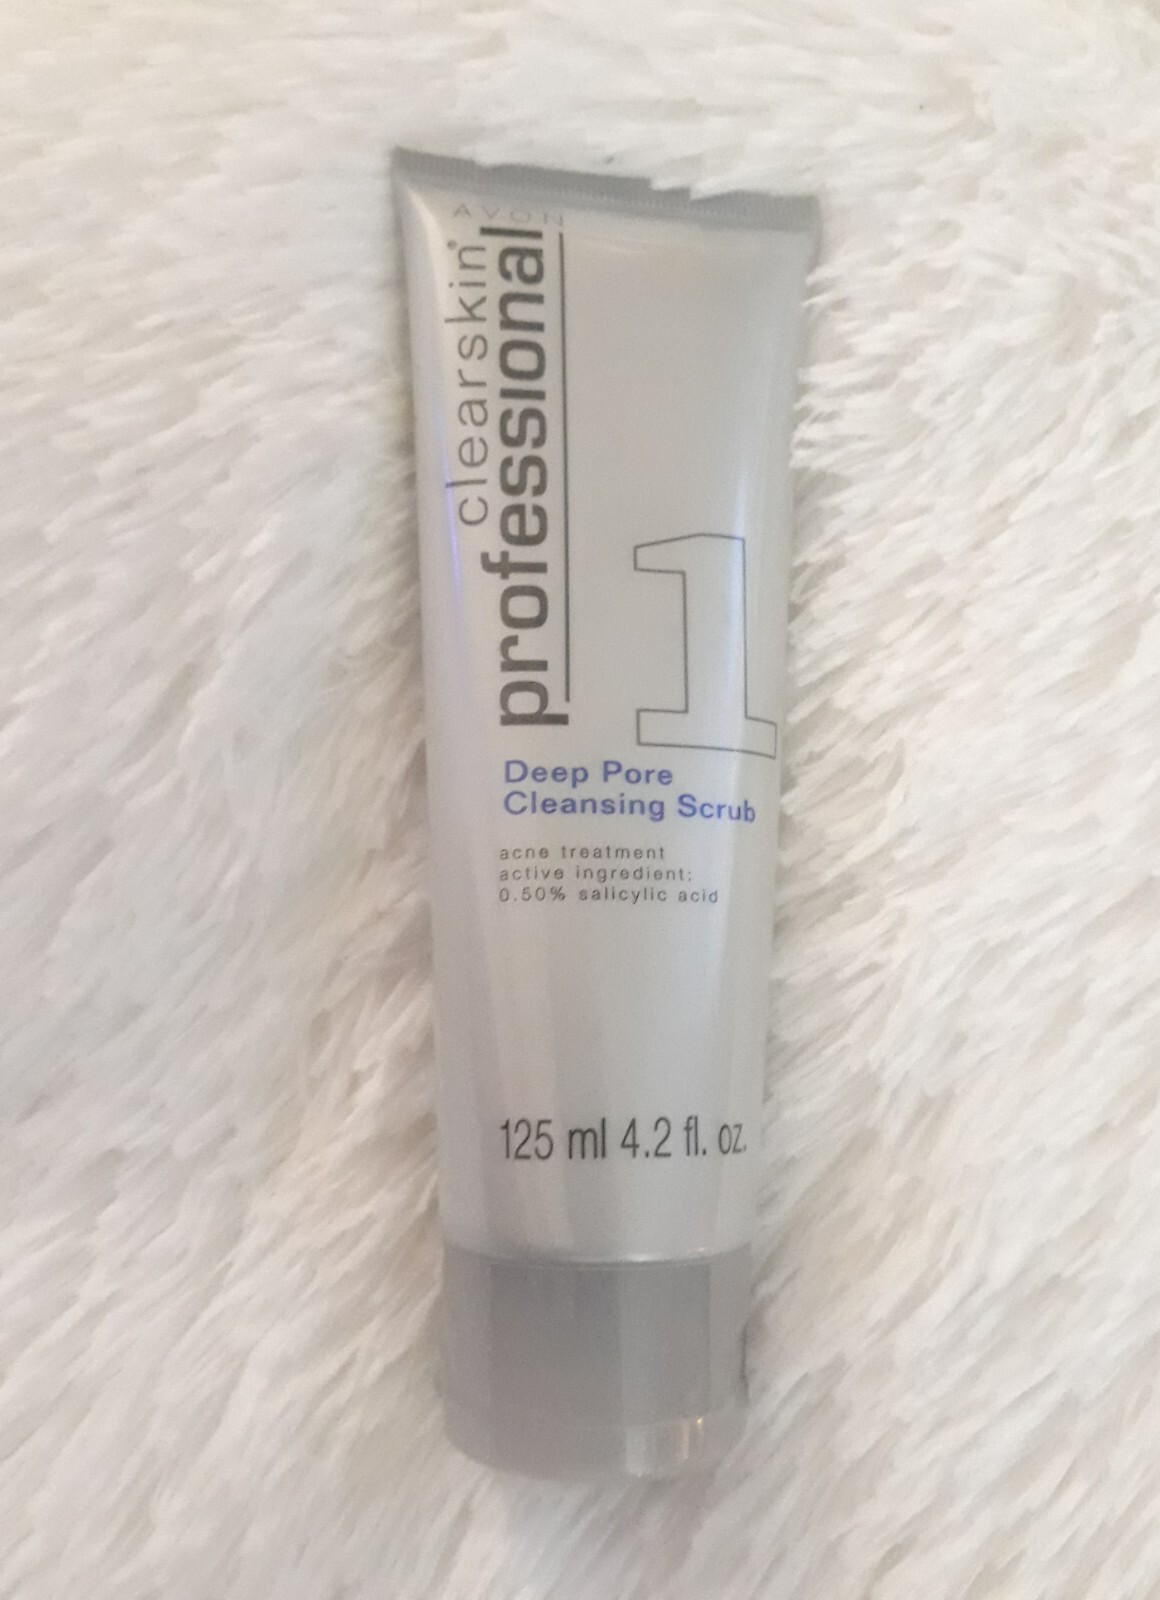 AVON
clearskin®
professional
1
Deep Pore
Cleansing Scrub
acne treatment
active ingredient:
0.50% salicylic acid
125 ml 4.2 fl. oz.